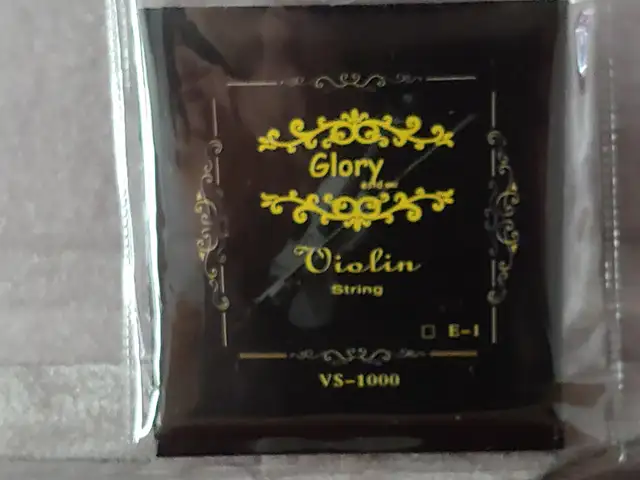 Glory
Violin
String
E-1
VS-1000